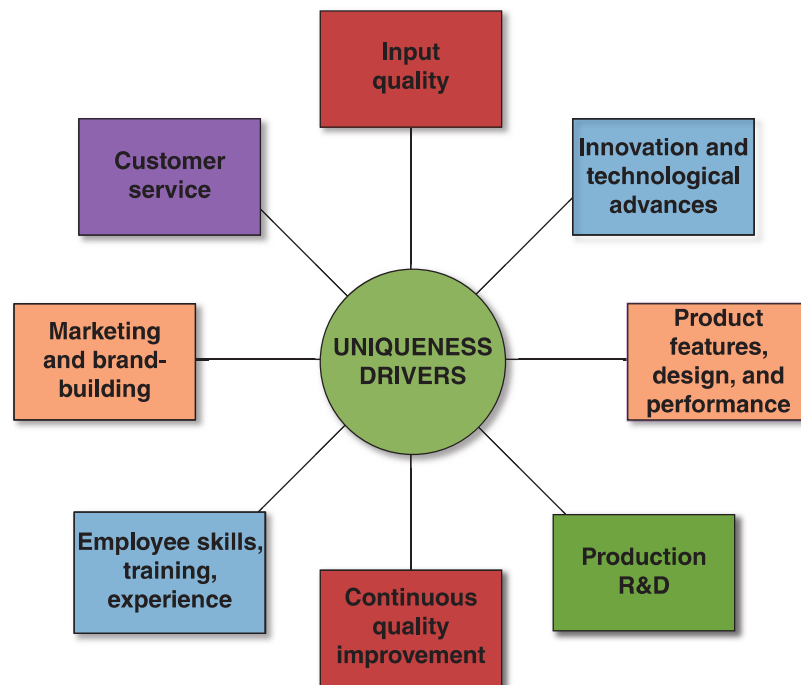 Input
quality
Customer
service
Innovation and
technological
advances
Marketing
and brand-
building
UNIQUENESS
DRIVERS
Product
features,
design, and
performance
Employee skills,
training,
experience
Continuous
quality
improvement
Production
R&D